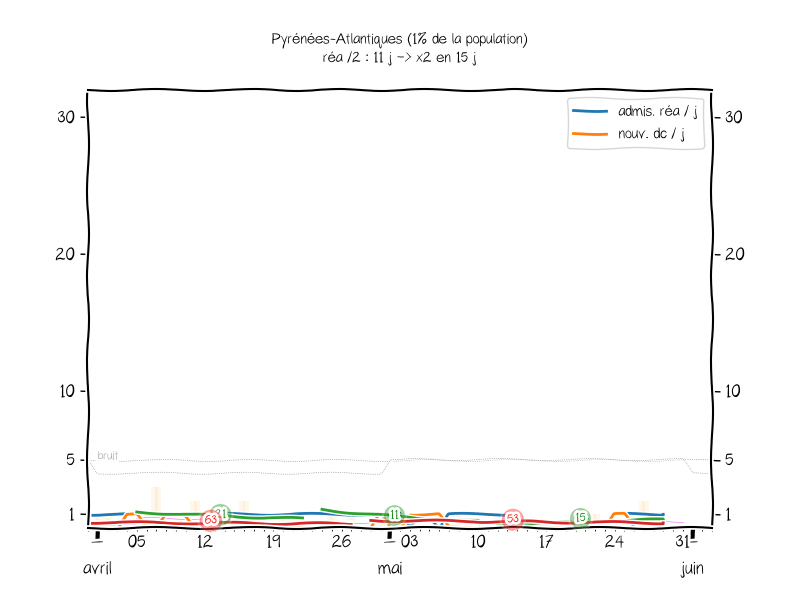 Pyrénées-Atlantiques (1% de la population)
réa /2 : 11 j -> x2 en 15 j
admis. réa / j
nouv. dc / j
30 30
20 20
10 10
bruit
5 5
1 1
63 21 11 53 15
05 12 19 26 03 10 17 24 31
avril mai juin